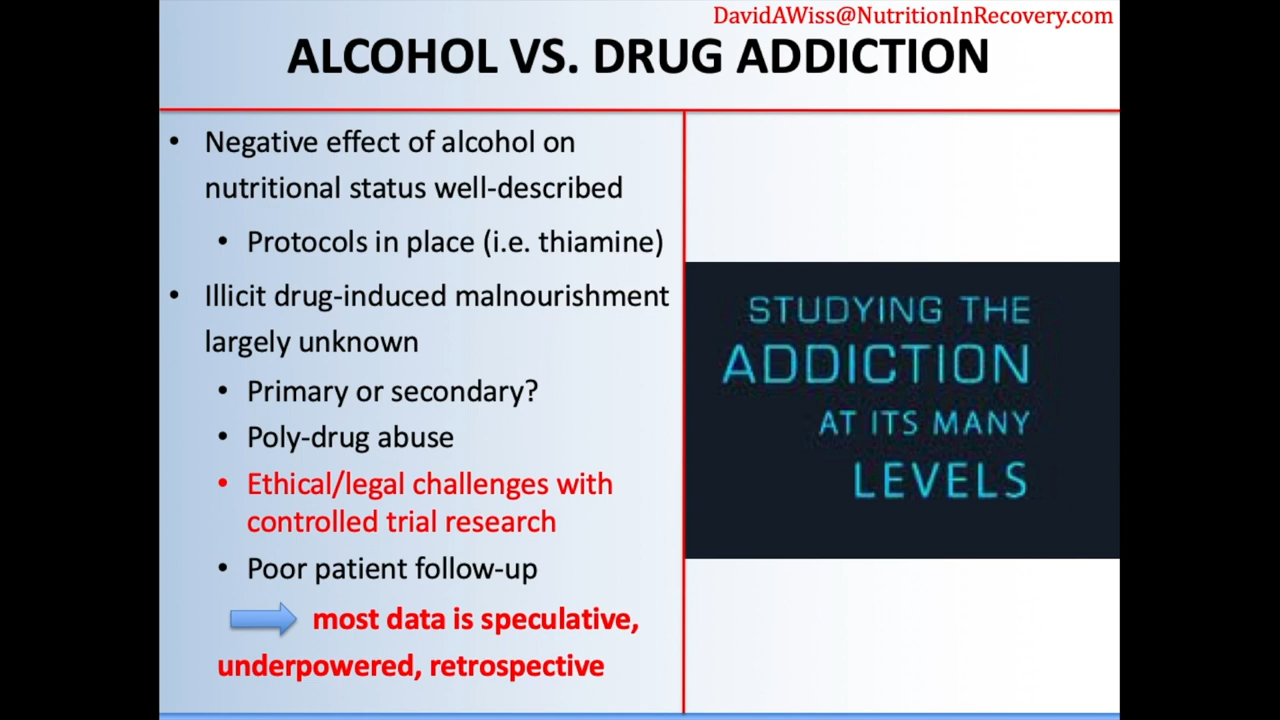 DavidAWiss@NutritionInRecovery.com
ALCOHOL VS. DRUG ADDICTION
• Negative effect of alcohol on
nutritional status well-described
• Protocols in place (i.e. thiamine)
• Illicit drug-induced malnourishment
largely unknown
• Primary or secondary?
• Poly-drug abuse
• Ethical/legal challenges with
controlled trial research
• Poor patient follow-up
most data is speculative,
underpowered, retrospective
STUDYING THE
ADDICTION
AT ITS MANY
LEVELS